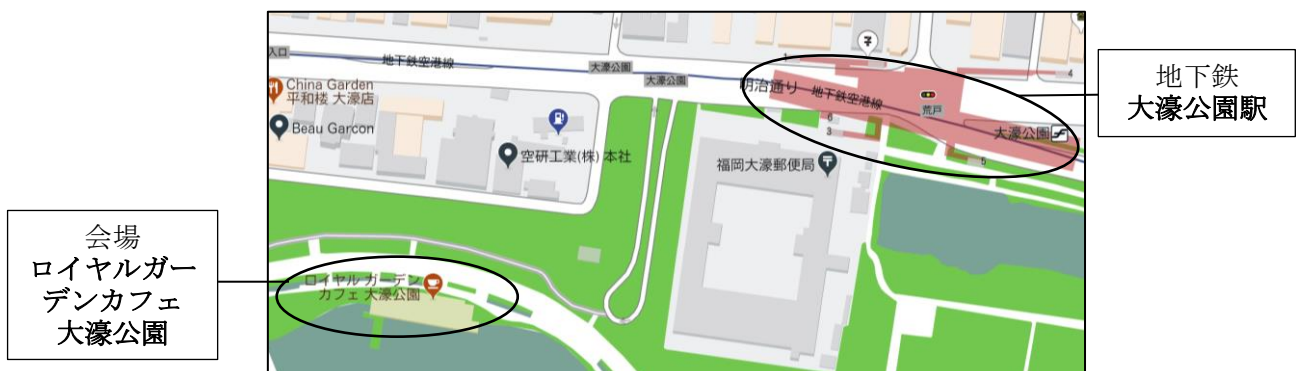 入口
地下鉄空港線
大濠公園
大濠公園
明治通り
地下鉄空港線
荒戸
大濠公園
1
4
6
3
5
China Garden
平和楼 大濠店
Beau Garcon
空研工業(株) 本社
福岡大濠郵便局
ロイヤル ガーデン
カフェ 大濠公園
地下鉄
大濠公園駅
会場
ロイヤルガー
デンカフェ
大濠公園